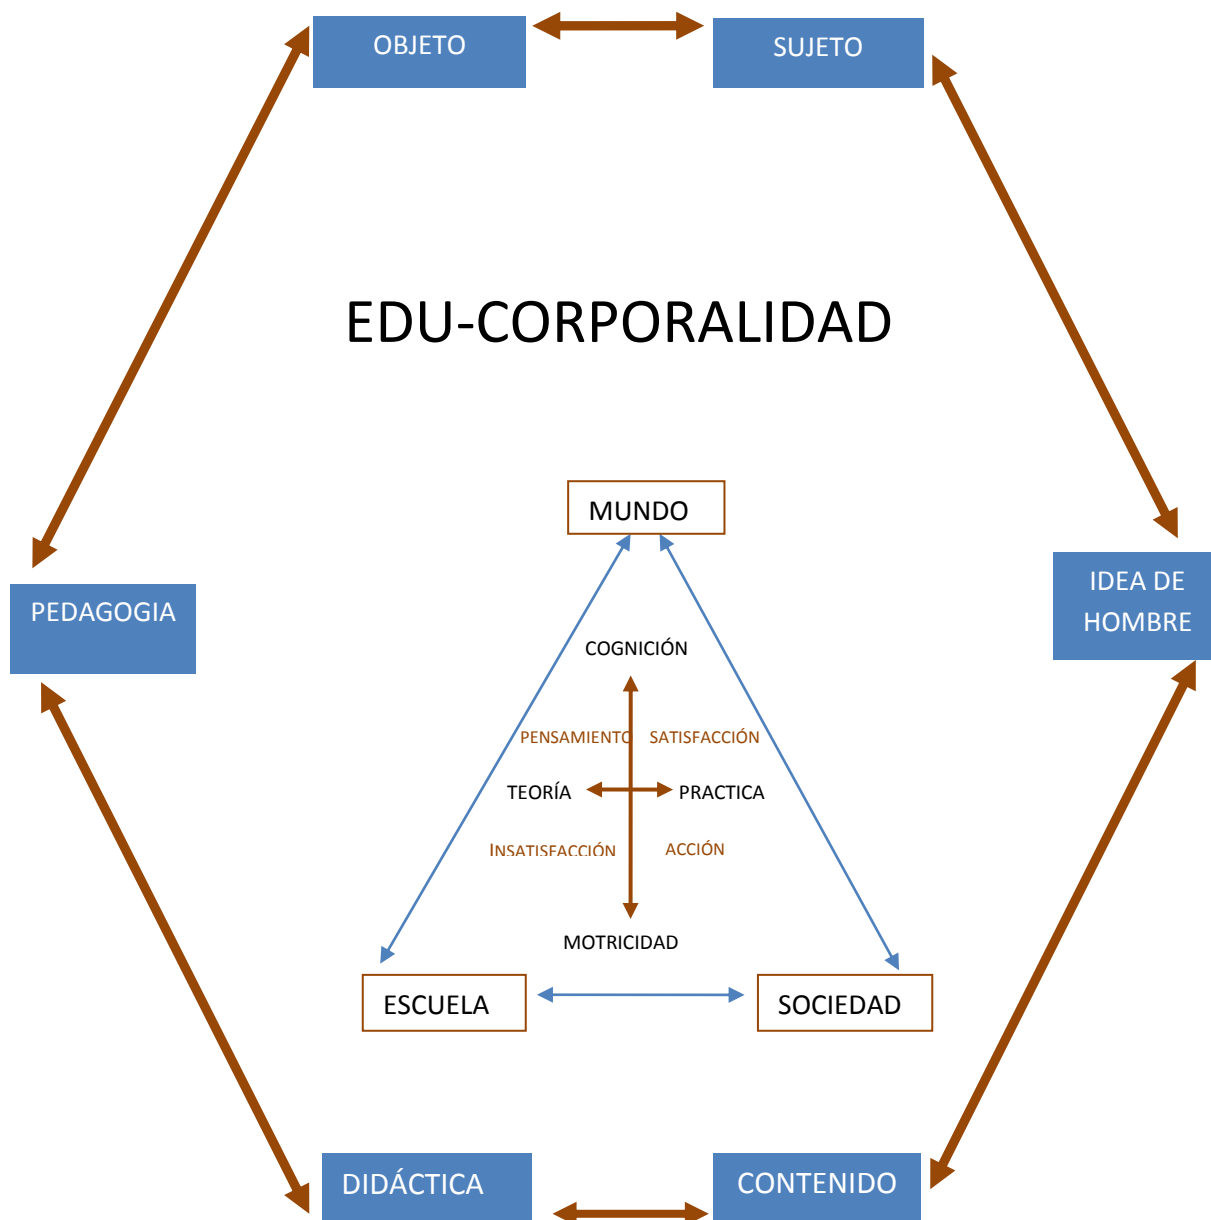 OBJETO
SUJETO
EDU-CORPORALIDAD
MUNDO
PEDAGOGIA
IDEA DE
HOMBRE
COGNICIÓN
PENSAMIENTO
SATISFACCIÓN
TEORÍA
PRACTICA
INSATISFACCIÓN
ACCIÓN
MOTRICIDAD
ESCUELA
SOCIEDAD
DIDÁCTICA
CONTENIDO